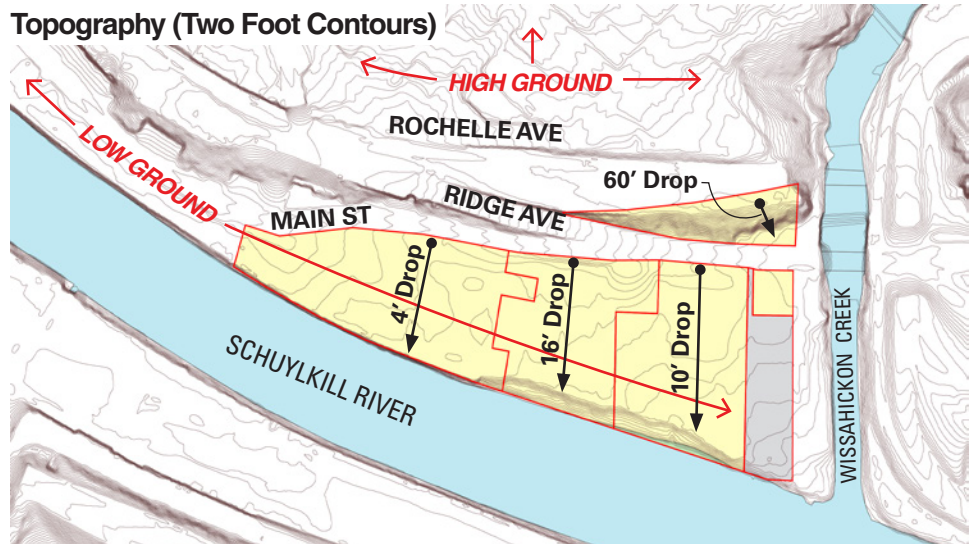 Topography (Two Foot Contours)
HIGH GROUND
ROCHELLE AVE
LOW GROUND
60’ Drop
RIDGE AVE
MAIN ST
4’ Drop
16’ Drop
10’ Drop
SCHUYLKILL RIVER
WISSAHICKON CREEK